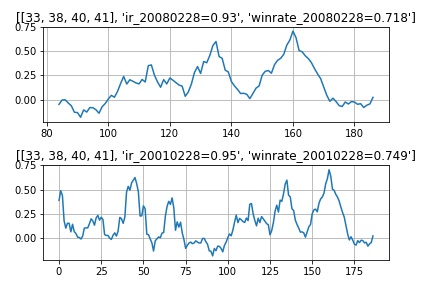 [[33, 38, 40, 41], 'ir_20080228=0.93', 'winrate_20080228=0.718']
0.75
0.50
0.25
0.00
80 100 120 140 160 180
[[33, 38, 40, 41], 'ir_20010228=0.95', 'winrate_20010228=0.749']
0.75
0.50
0.25
0.00
0 25 50 75 100 125 150 175